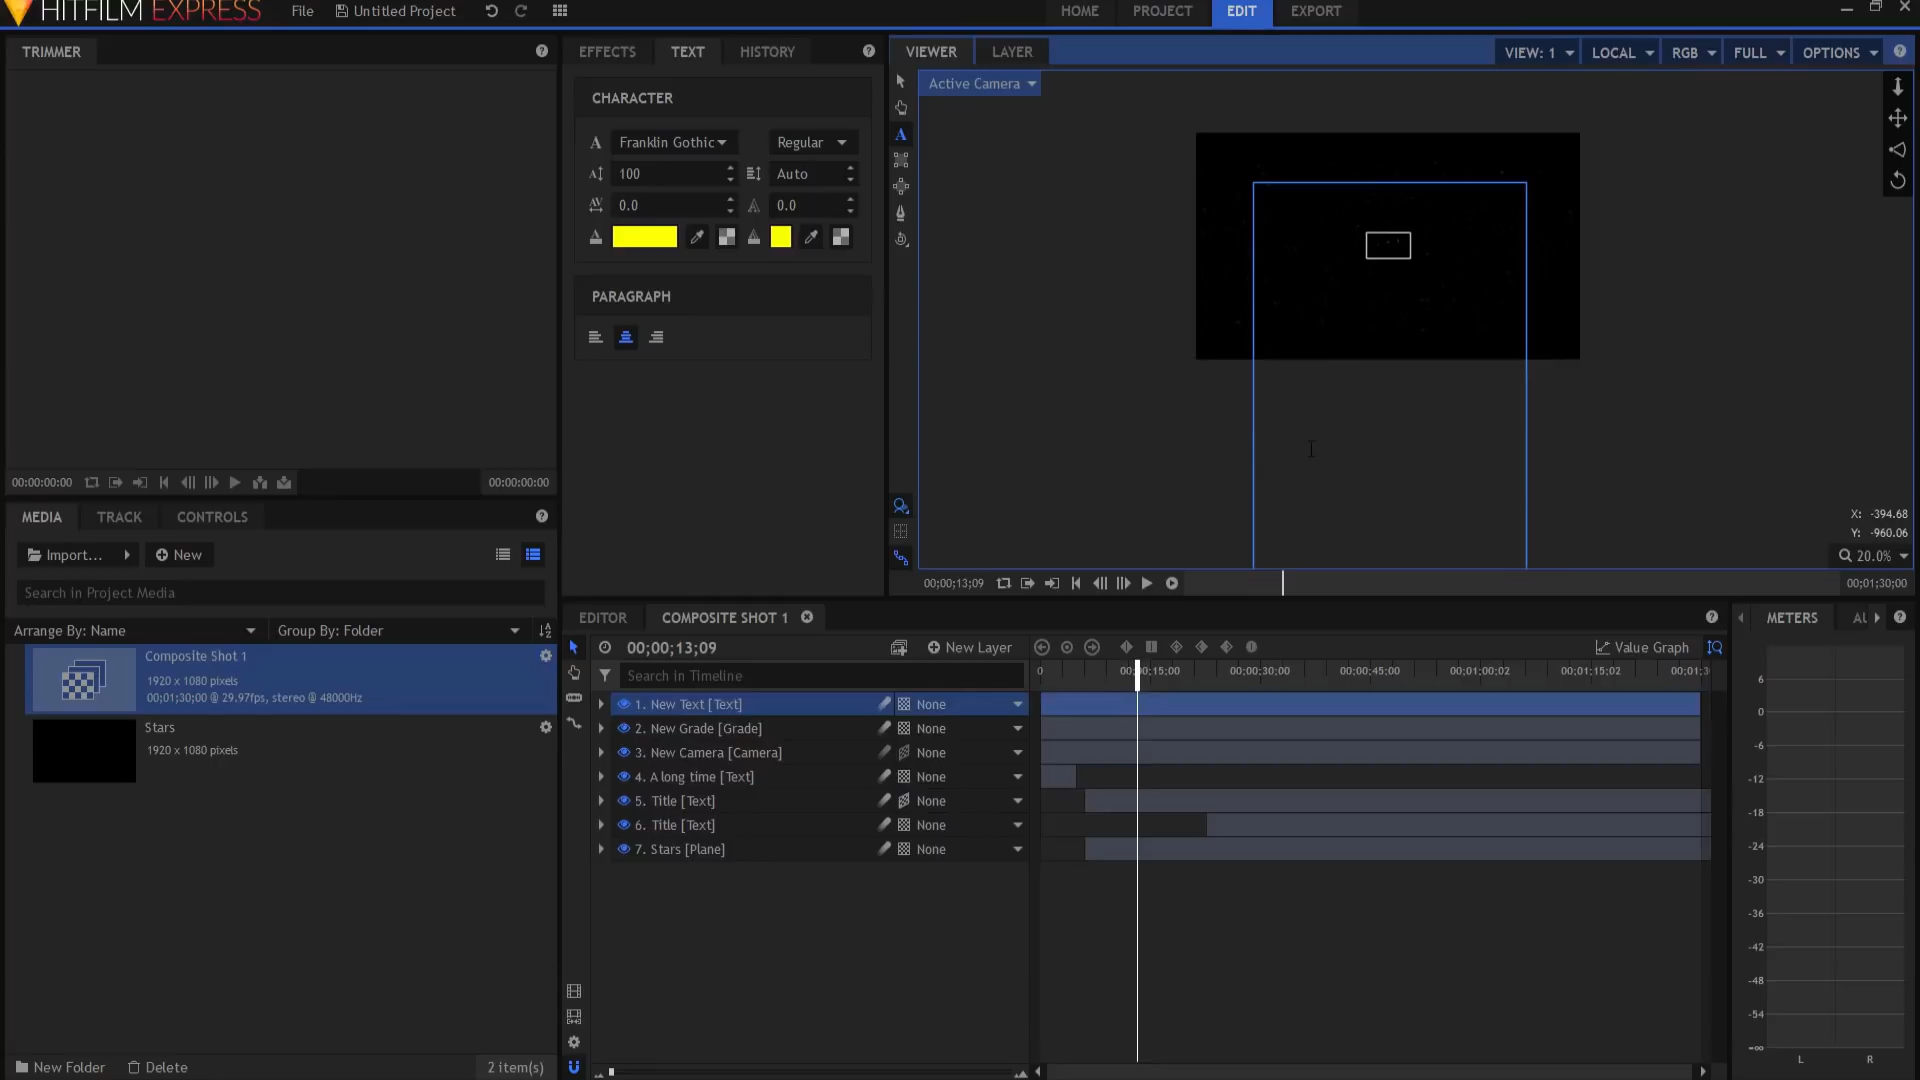 HITFILM EXPRESS
File
Untitled Project
HOME
PROJECT
EDIT
EXPORT
TRIMMER
EFFECTS
TEXT
HISTORY
VIEWER
LAYER
VIEW: 1
LOCAL
RGB
FULL
OPTIONS
Active Camera
CHARACTER
Franklin Gothic
Regular
100
Auto
0.0
0.0
PARAGRAPH
X: -394.68
Y: -960.06
20.0%
00:00:00:00
00:00:00:00
00;00;13;09
00;01;30;00
MEDIA
TRACK
CONTROLS
Import...
New
Search in Project Media
Arrange By: Name
Group By: Folder
Composite Shot 1
1920 x 1080 pixels
00;01;30;00 @ 29.97fps, stereo @ 48000Hz
Stars
1920 x 1080 pixels
New Folder
Delete
2 item(s)
EDITOR
COMPOSITE SHOT 1
00;00;13;09
New Layer
Value Graph
Search in Timeline
0
00;00;15;00
00;00;30;00
00;00;45;00
00;01;00;02
00;01;15;02
00;01;3
1. New Text [Text]
None
2. New Grade [Grade]
None
3. New Camera [Camera]
None
4. A long time [Text]
None
5. Title [Text]
None
6. Title [Text]
None
7. Stars [Plane]
None
METERS
AU
6
0
-6
-12
-18
-24
-30
-36
-42
-48
-54
-∞
L
R